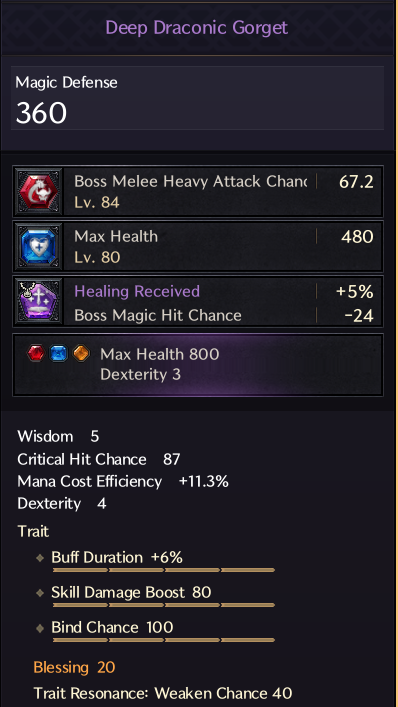 Deep Draconic Gorget
Magic Defense
360
Boss Melee Heavy Attack Chanc 67.2
Lv. 84
Max Health 480
Lv. 80
Healing Received +5%
Boss Magic Hit Chance -24
Max Health 800
Dexterity 3
Wisdom 5
Critical Hit Chance 87
Mana Cost Efficiency +11.3%
Dexterity 4
Trait
Buff Duration +6%
Skill Damage Boost 80
Bind Chance 100
Blessing 20
Trait Resonance: Weaken Chance 40